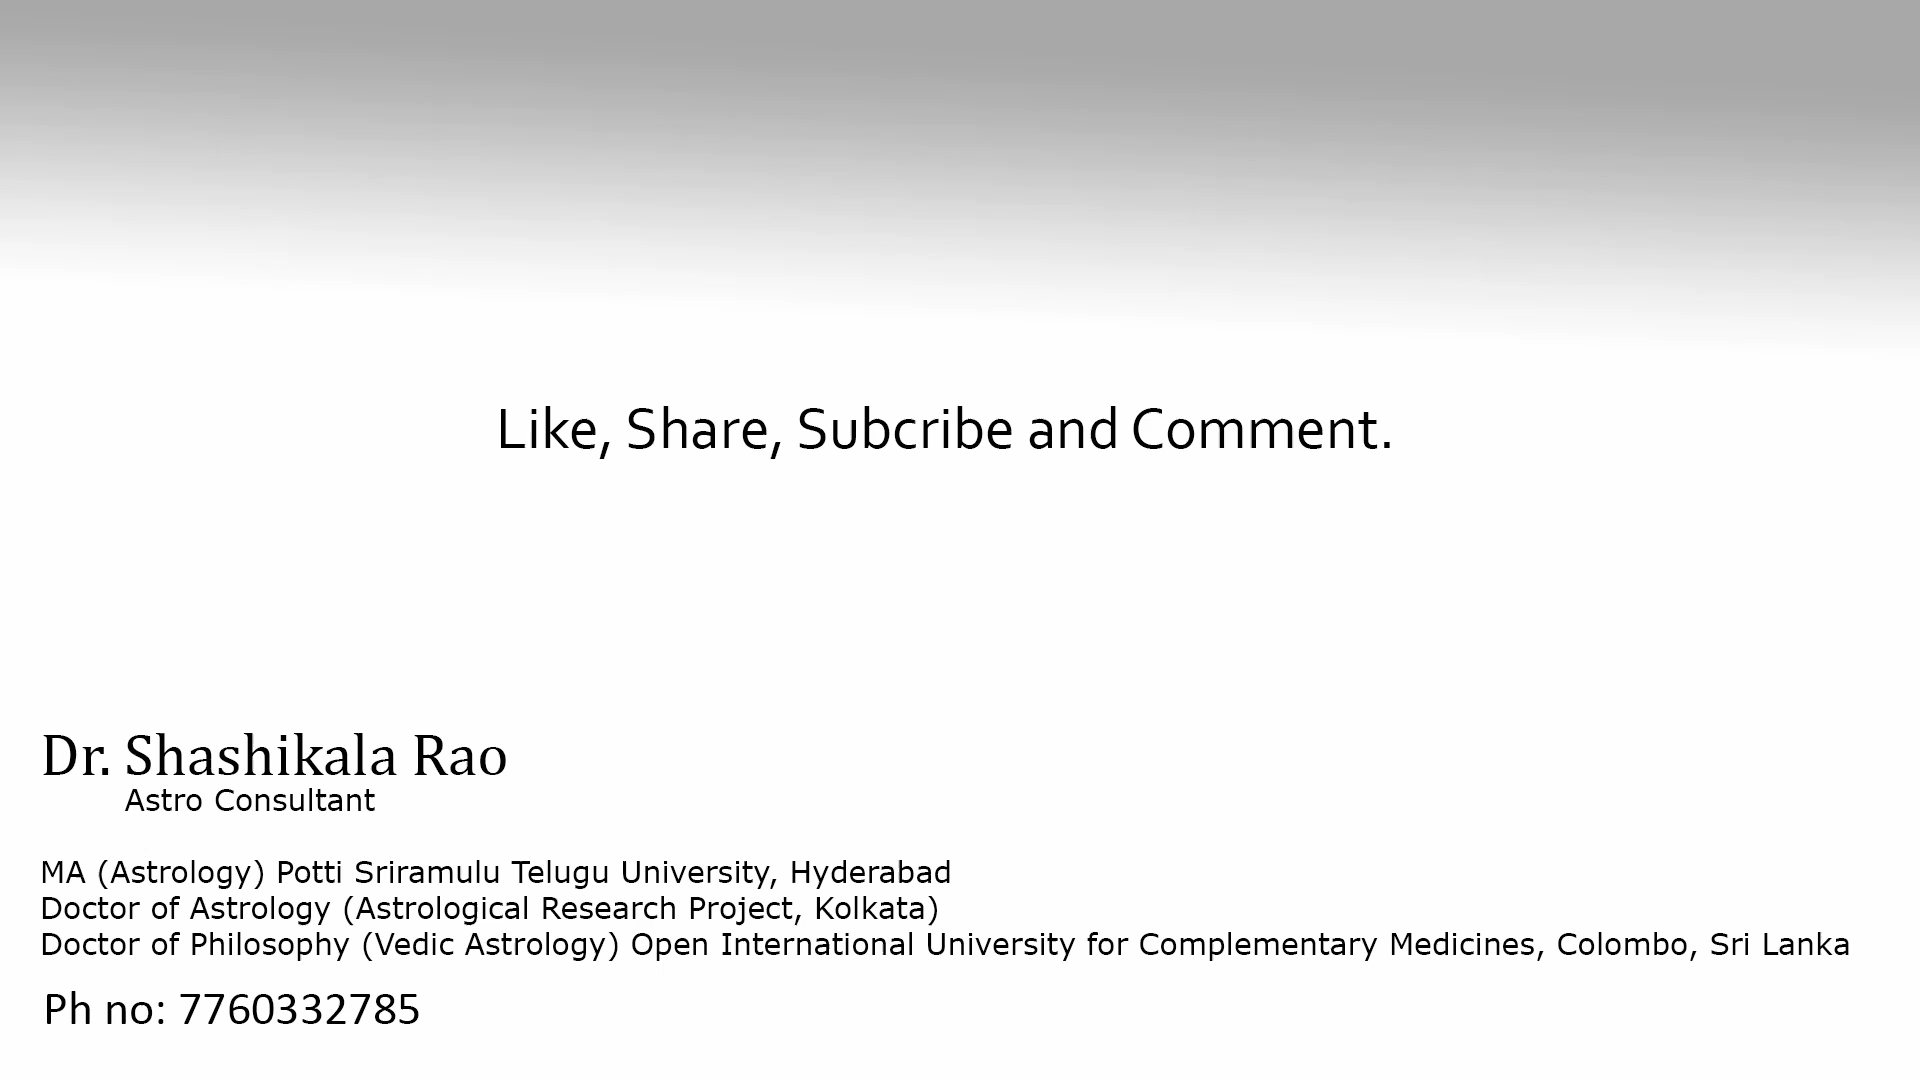 Like, Share, Subcribe and Comment.
Dr. Shashikala Rao
Astro Consultant
MA (Astrology) Potti Sriramulu Telugu University, Hyderabad
Doctor of Astrology (Astrological Research Project, Kolkata)
Doctor of Philosophy (Vedic Astrology) Open International University for Complementary Medicines, Colombo, Sri Lanka
Ph no: 7760332785